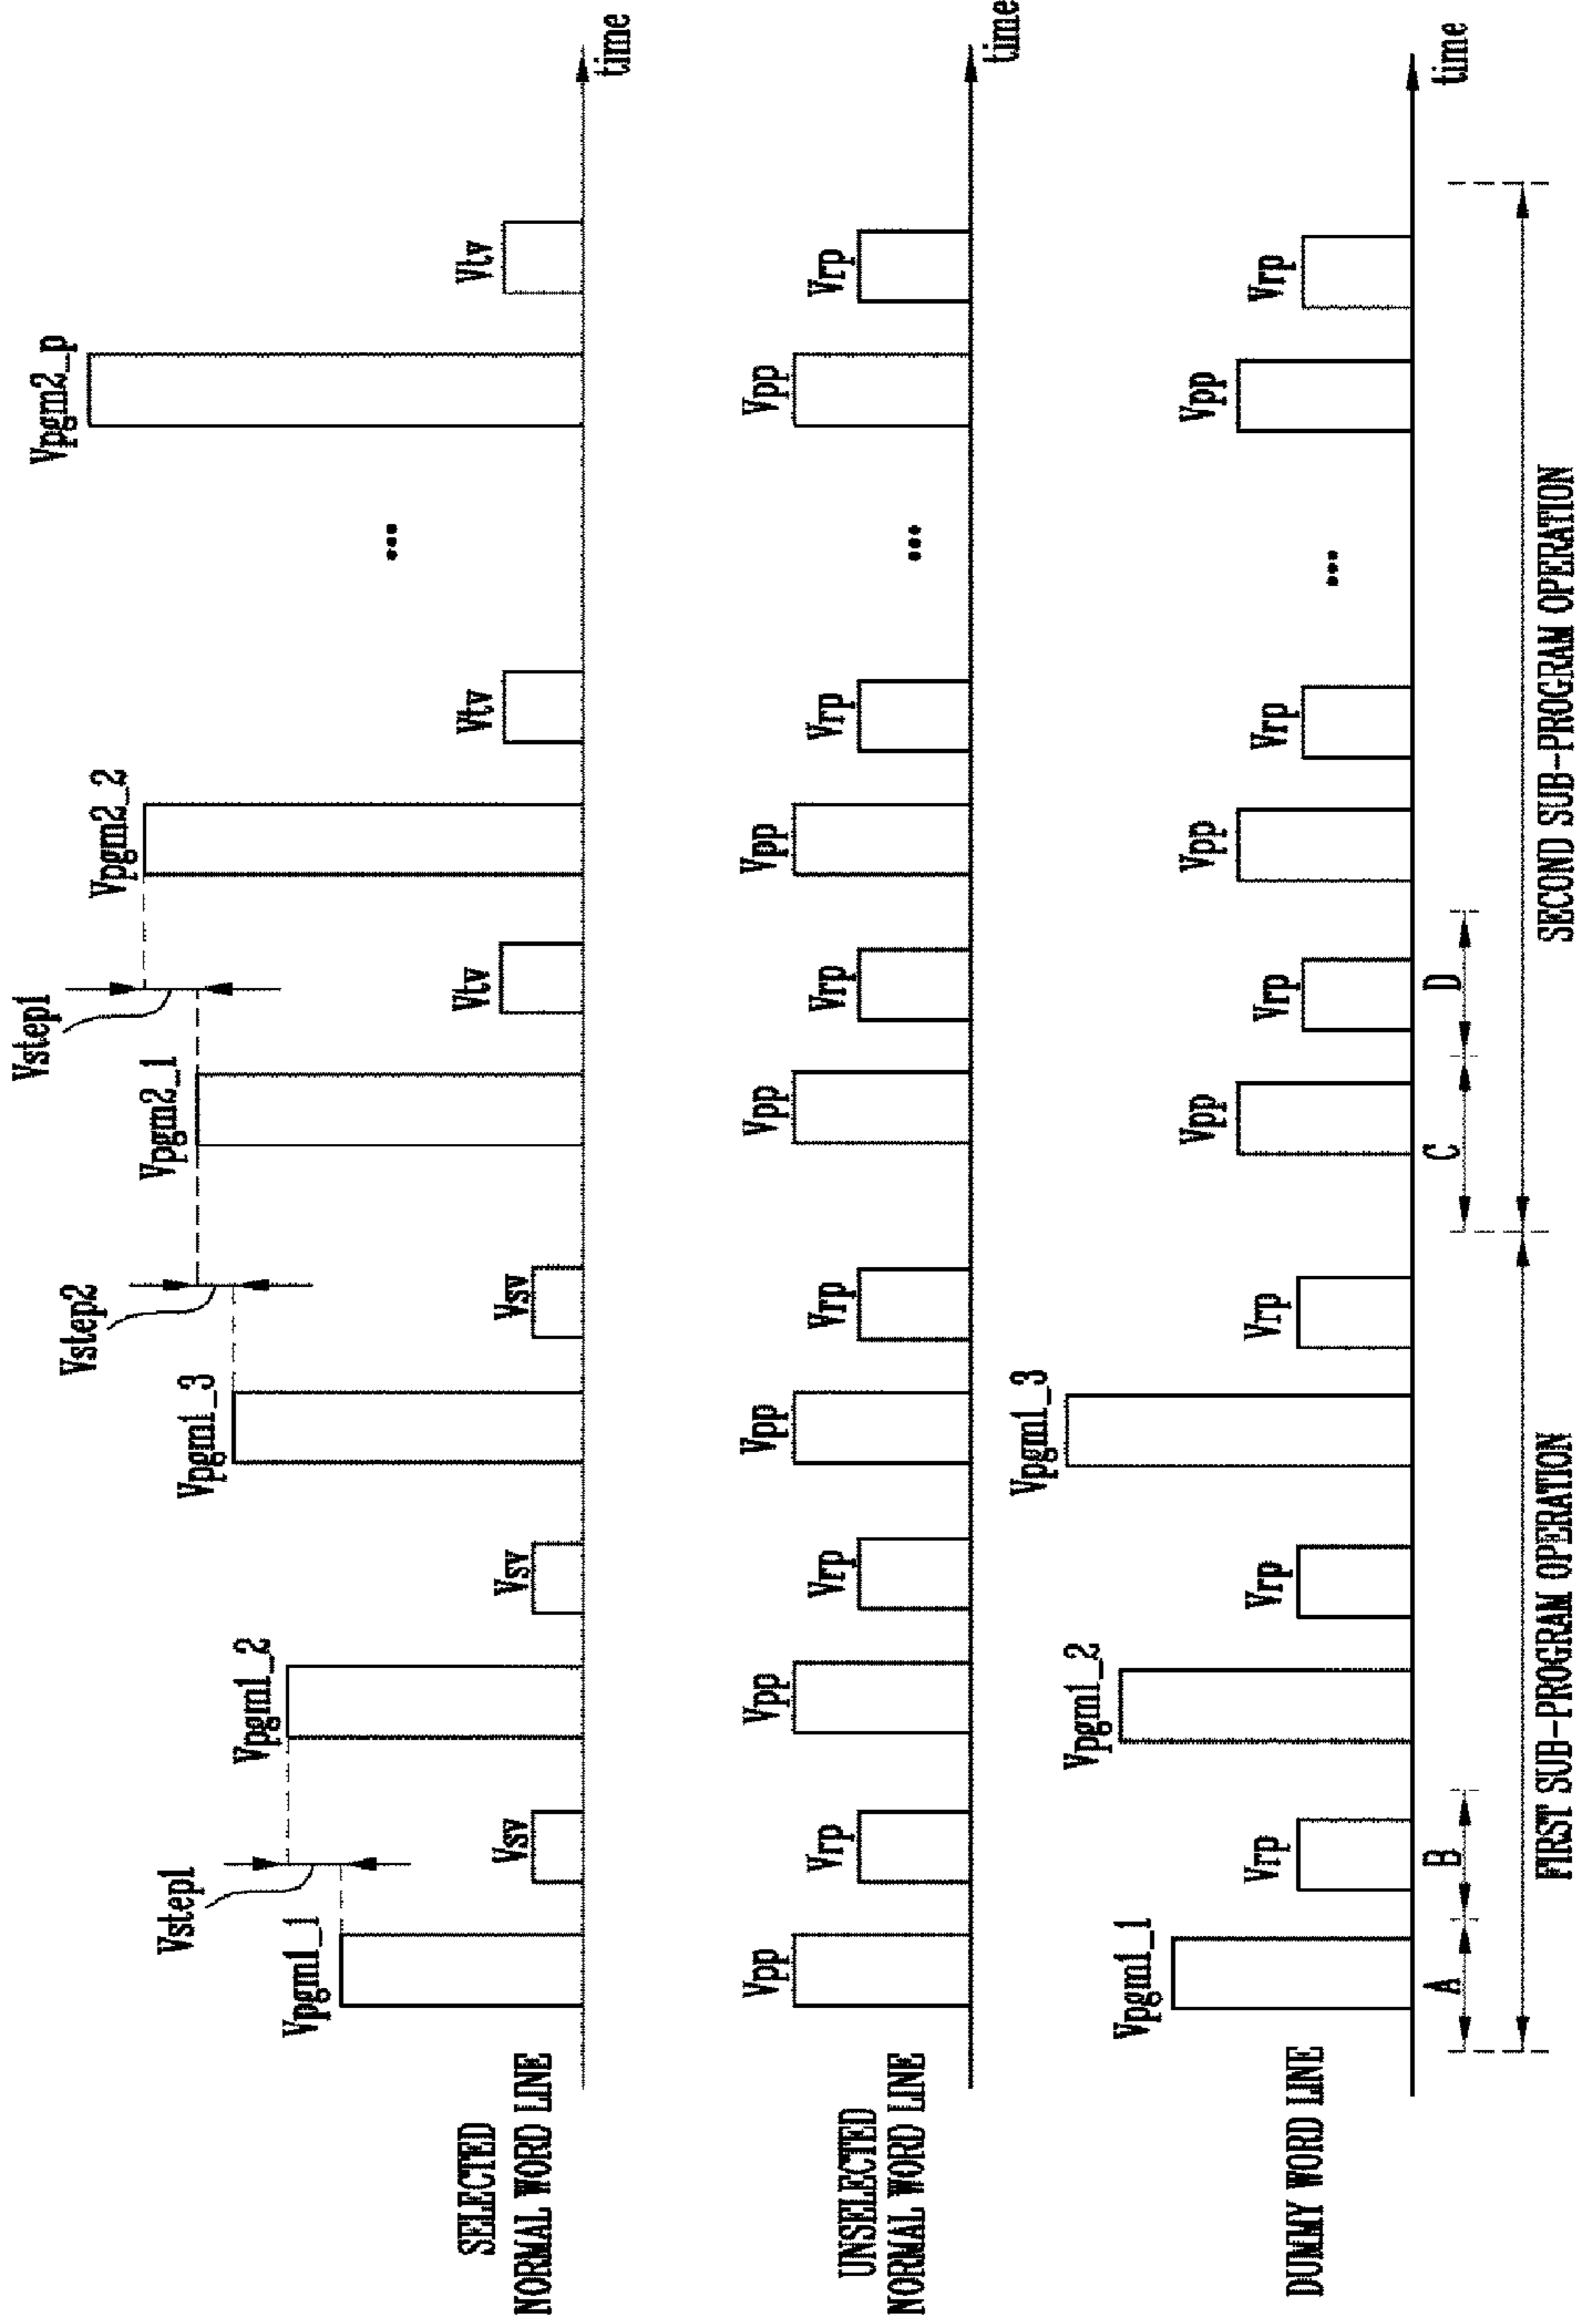 Vstep1
Vstep2
Vstep1
Vpgm1_1
Vsv
Vpgm1_2
Vsv
Vpgm1_3
Vsv
Vpgm2_1
Vtv
Vpgm2_2
Vtv
•••
Vpgm2_p
Vtv
SELECTED
NORMAL WORD LINE
time
Vpp
Vrp
Vpp
Vrp
Vpp
Vrp
Vpp
Vrp
Vpp
Vrp
•••
Vpp
Vrp
UNSELECTED
NORMAL WORD LINE
time
Vpgm1_1
Vrp
Vpgm1_2
Vrp
Vpgm1_3
Vrp
Vpp
Vrp
Vpp
Vrp
•••
Vpp
Vrp
DUMMY WORD LINE
time
A
B
C
D
FIRST SUB-PROGRAM OPERATION
SECOND SUB-PROGRAM OPERATION